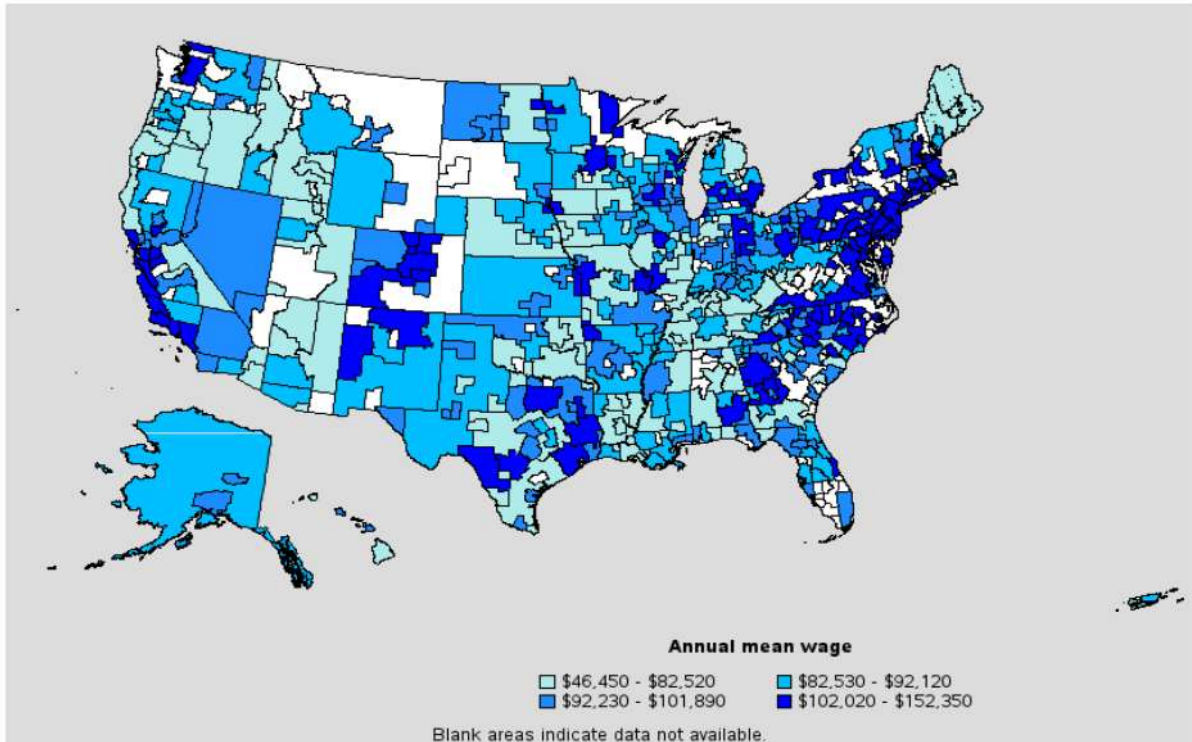 Annual mean wage
$46,450 - $82,520 $82,530 - $92,120
$92,230 - $101,890 $102,020 - $152,350
Blank areas indicate data not available.